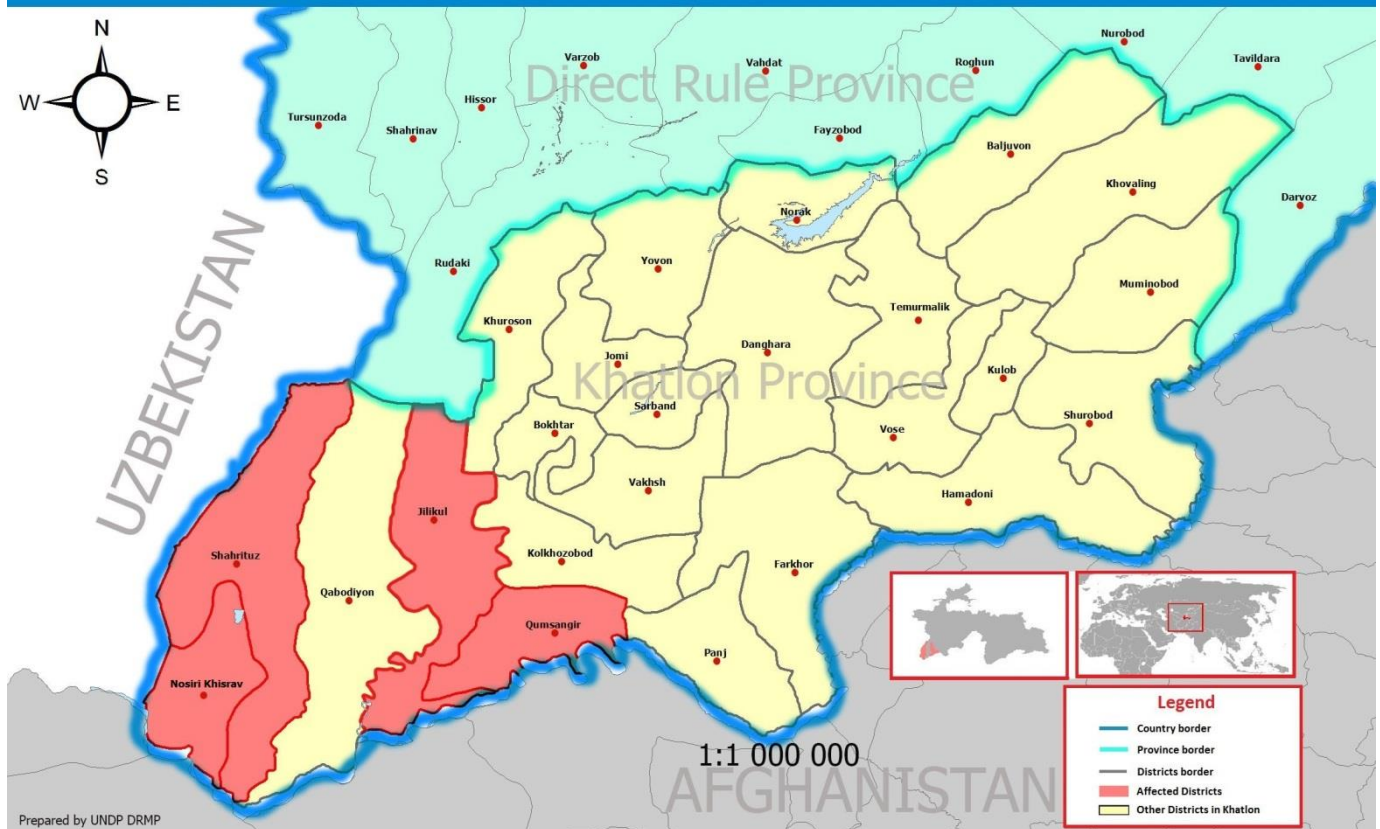 N
W
E
S
Nurobod
Varzob
Vahdat
Roghun
Tavildara
Direct Rule Province
Hissor
Tursunzoda
Shahrinav
Fayzobod
Baljuvon
Khovaling
Darvoz
Norak
UZBEKISTAN
Rudaki
Yovon
Muminobod
Temurmalik
Khuroson
Danghara
Jomi
Khatlon Province
Kulob
Sarband
Shurobod
Bokhtar
Vose
Vakhsh
Hamadoni
Jilikul
Shahrituz
Kolkhozobod
Farkhor
Qabodiyon
Qumsangir
Panj
Nosiri Khisrav
1:1 000 000
AFGHANISTAN
Legend
Country border
Province border
Districts border
Affected Districts
Other Districts in Khatlon
Prepared by UNDP DRMP